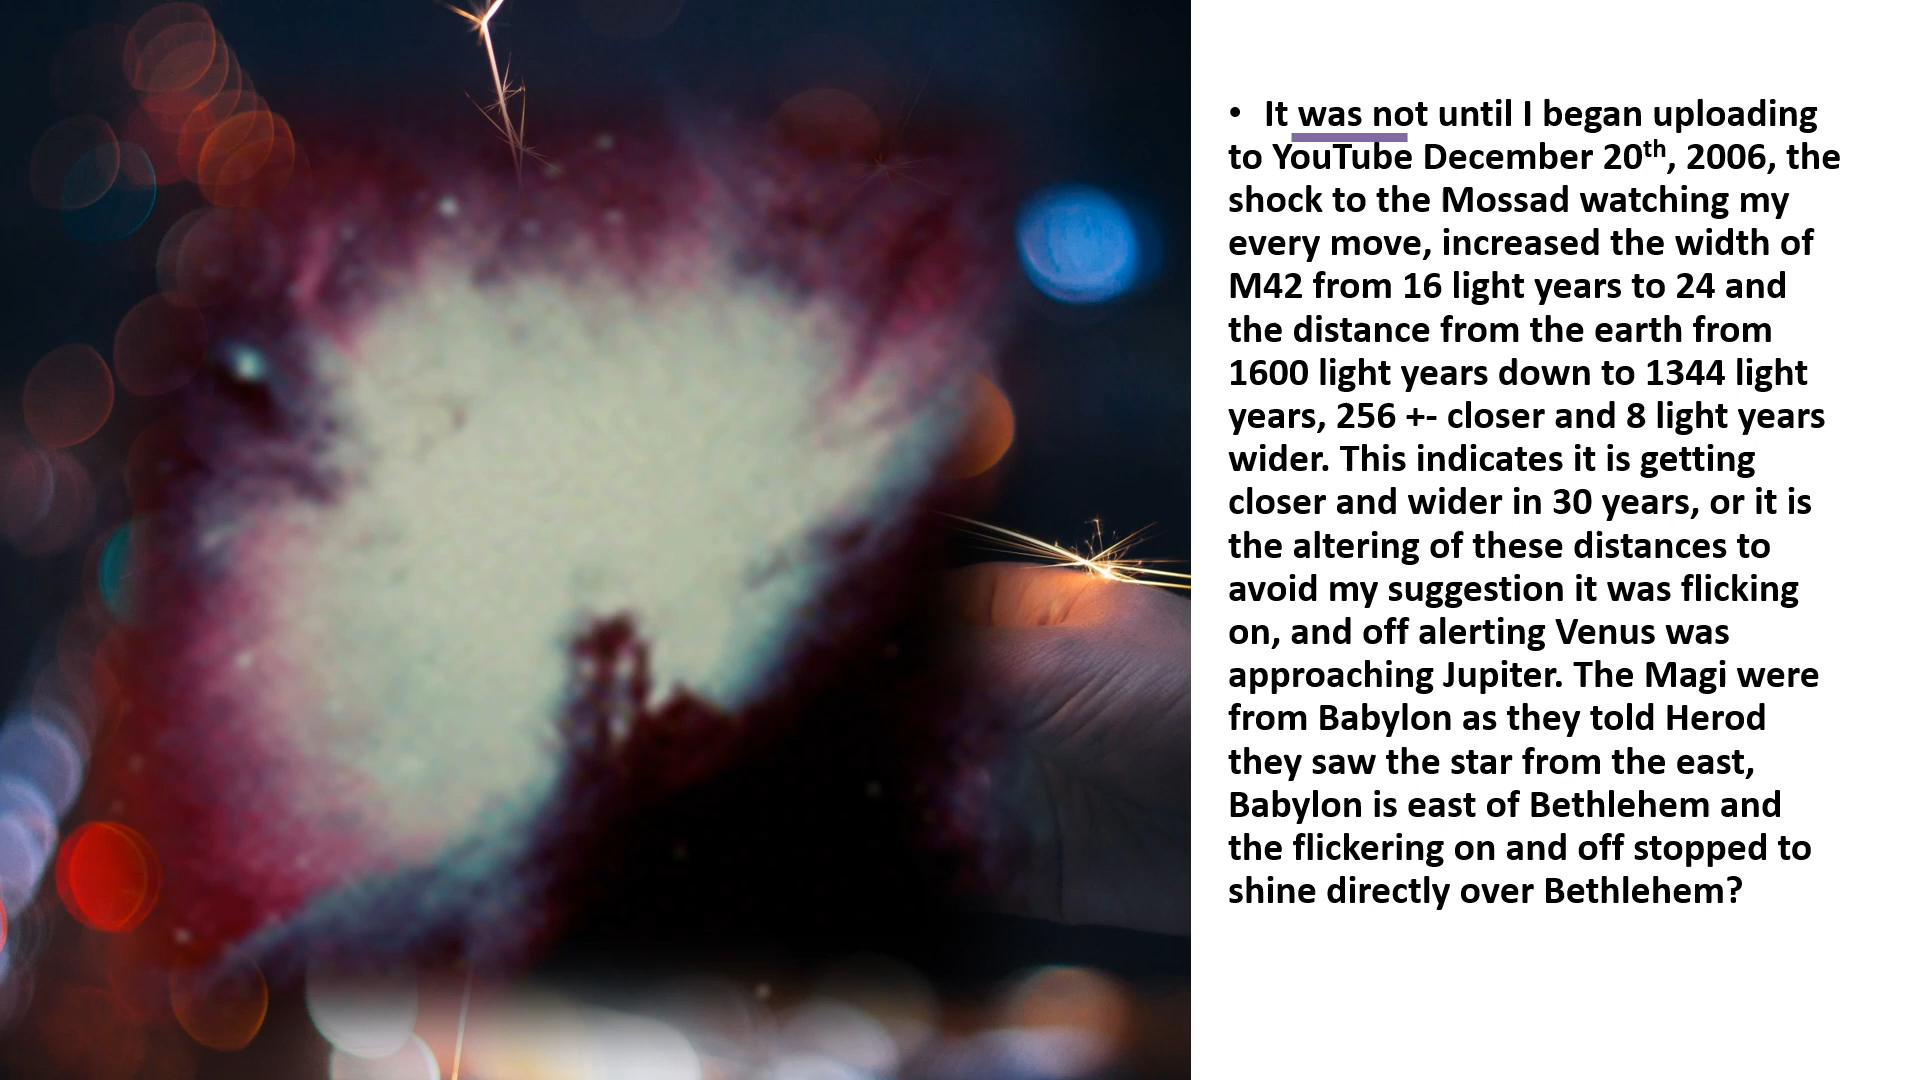 • It was not until I began uploading
to YouTube December 20th, 2006, the
shock to the Mossad watching my
every move, increased the width of
M42 from 16 light years to 24 and
the distance from the earth from
1600 light years down to 1344 light
years, 256 +- closer and 8 light years
wider. This indicates it is getting
closer and wider in 30 years, or it is
the altering of these distances to
avoid my suggestion it was flicking
on, and off alerting Venus was
approaching Jupiter. The Magi were
from Babylon as they told Herod
they saw the star from the east,
Babylon is east of Bethlehem and
the flickering on and off stopped to
shine directly over Bethlehem?